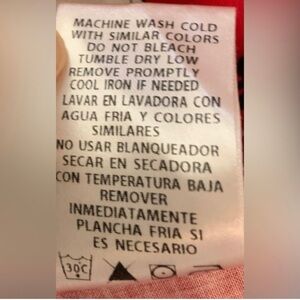 MACHINE WASH COLD
WITH SIMILAR COLORS
DO NOT BLEACH
TUMBLE DRY LOW
REMOVE PROMPTLY
COOL IRON IF NEEDED
LAVAR EN LAVADORA CON
AGUA FRIA Y COLORES
SIMILARES
NO USAR BLANQUEADOR
SECAR EN SECADORA
CON TEMPERATURA BAJA
REMOVER
INMEDIATAMENTE
PLANCHA FRIA SI
ES NECESARIO
30C